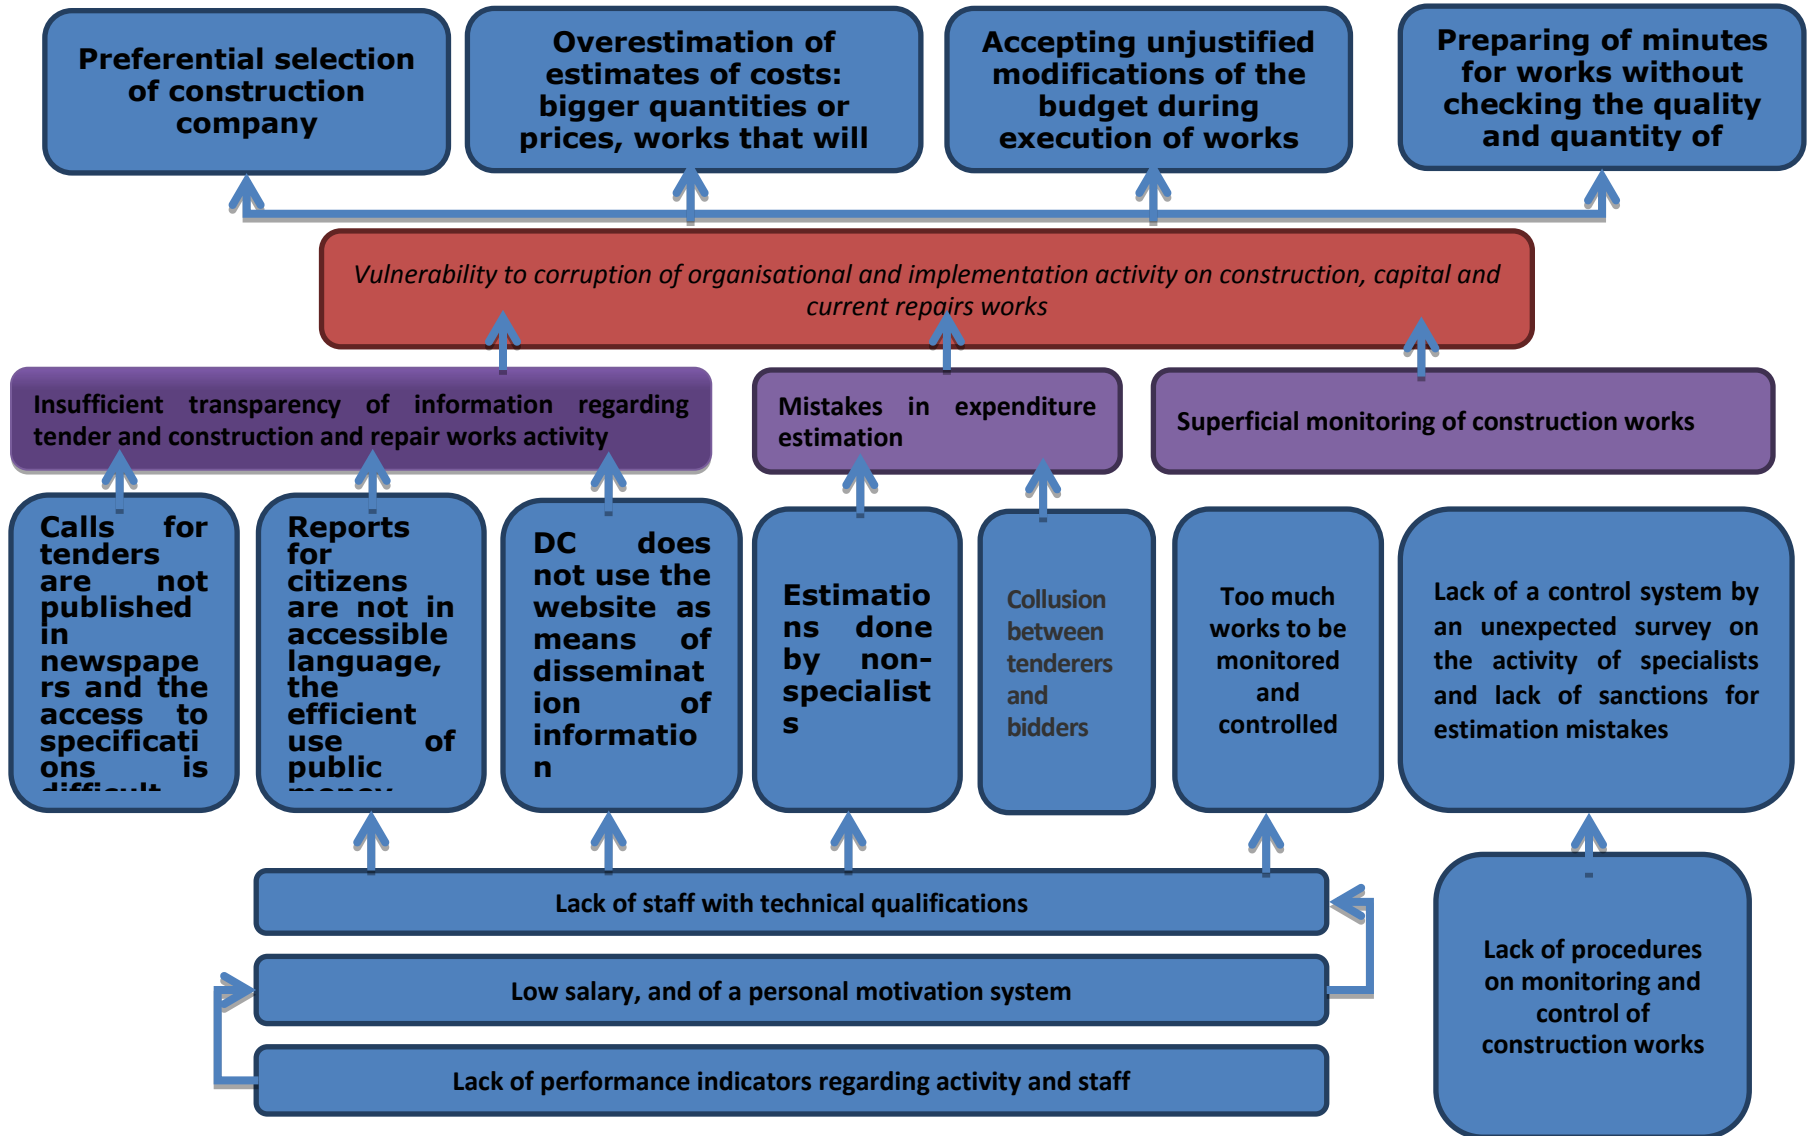 Preferential selection
of construction
company
Overestimation of
estimates of costs:
bigger quantities or
prices, works that will
Accepting unjustified
modifications of the
budget during
execution of works
Preparing of minutes
for works without
checking the quality
and quantity of
Vulnerability to corruption of organisational and implementation activity on construction, capital and
current repairs works
Insufficient transparency of information regarding
tender and construction and repair works activity
Mistakes in expenditure
estimation
Superficial monitoring of construction works
Calls for
tenders
are not
published
in
newspape
rs and the
access to
specificati
ons is
difficult
Reports
for
citizens
are not in
accessible
language,
the
efficient
use of
public
money
DC does
not use the
website as
means of
disseminat
ion of
informatio
n
Estimatio
ns done
by non-
specialist
s
Collusion
between
tenderers
and
bidders
Too much
works to be
monitored
and
controlled
Lack of a control system by
an unexpected survey on
the activity of specialists
and lack of sanctions for
estimation mistakes
Lack of staff with technical qualifications
Low salary, and of a personal motivation system
Lack of performance indicators regarding activity and staff
Lack of procedures
on monitoring and
control of
construction works